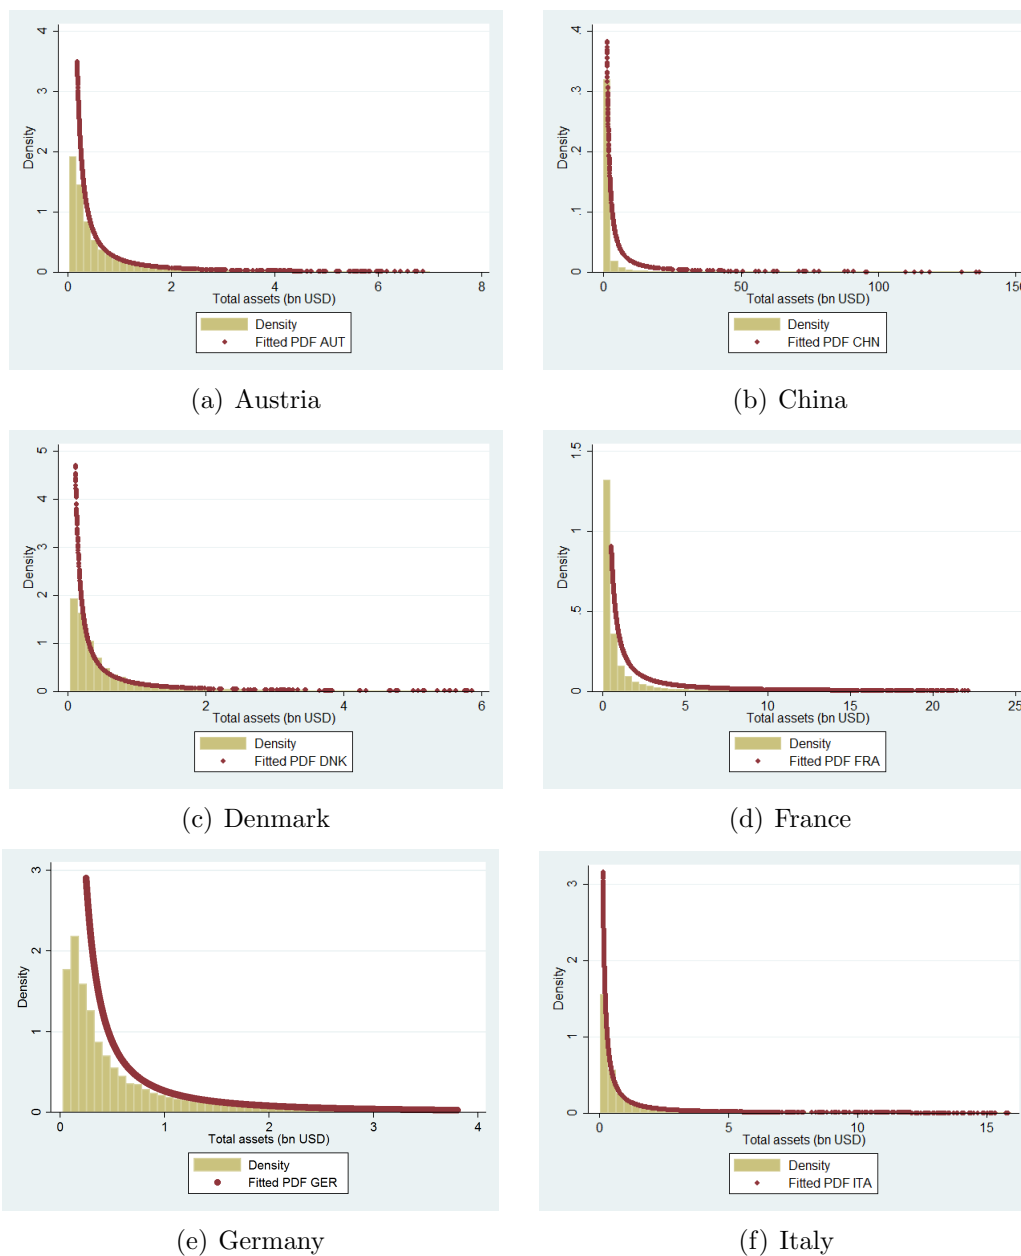 4
3
2
1
0
Density
0 2 4 6 8
Total assets (bn USD)
Density
Fitted PDF AUT
(a) Austria
.4
.3
.2
.1
0
Density
0 50 100 150
Total assets (bn USD)
Density
Fitted PDF CHN
(b) China
5
4
3
2
1
0
Density
0 2 4 6
Total assets (bn USD)
Density
Fitted PDF DNK
(c) Denmark
1.5
1
.5
0
Density
0 5 10 15 20 25
Total assets (bn USD)
Density
Fitted PDF FRA
(d) France
3
2
1
0
Density
0 1 2 3 4
Total assets (bn USD)
Density
Fitted PDF GER
(e) Germany
3
2
1
0
Density
0 5 10 15
Total assets (bn USD)
Density
Fitted PDF ITA
(f) Italy